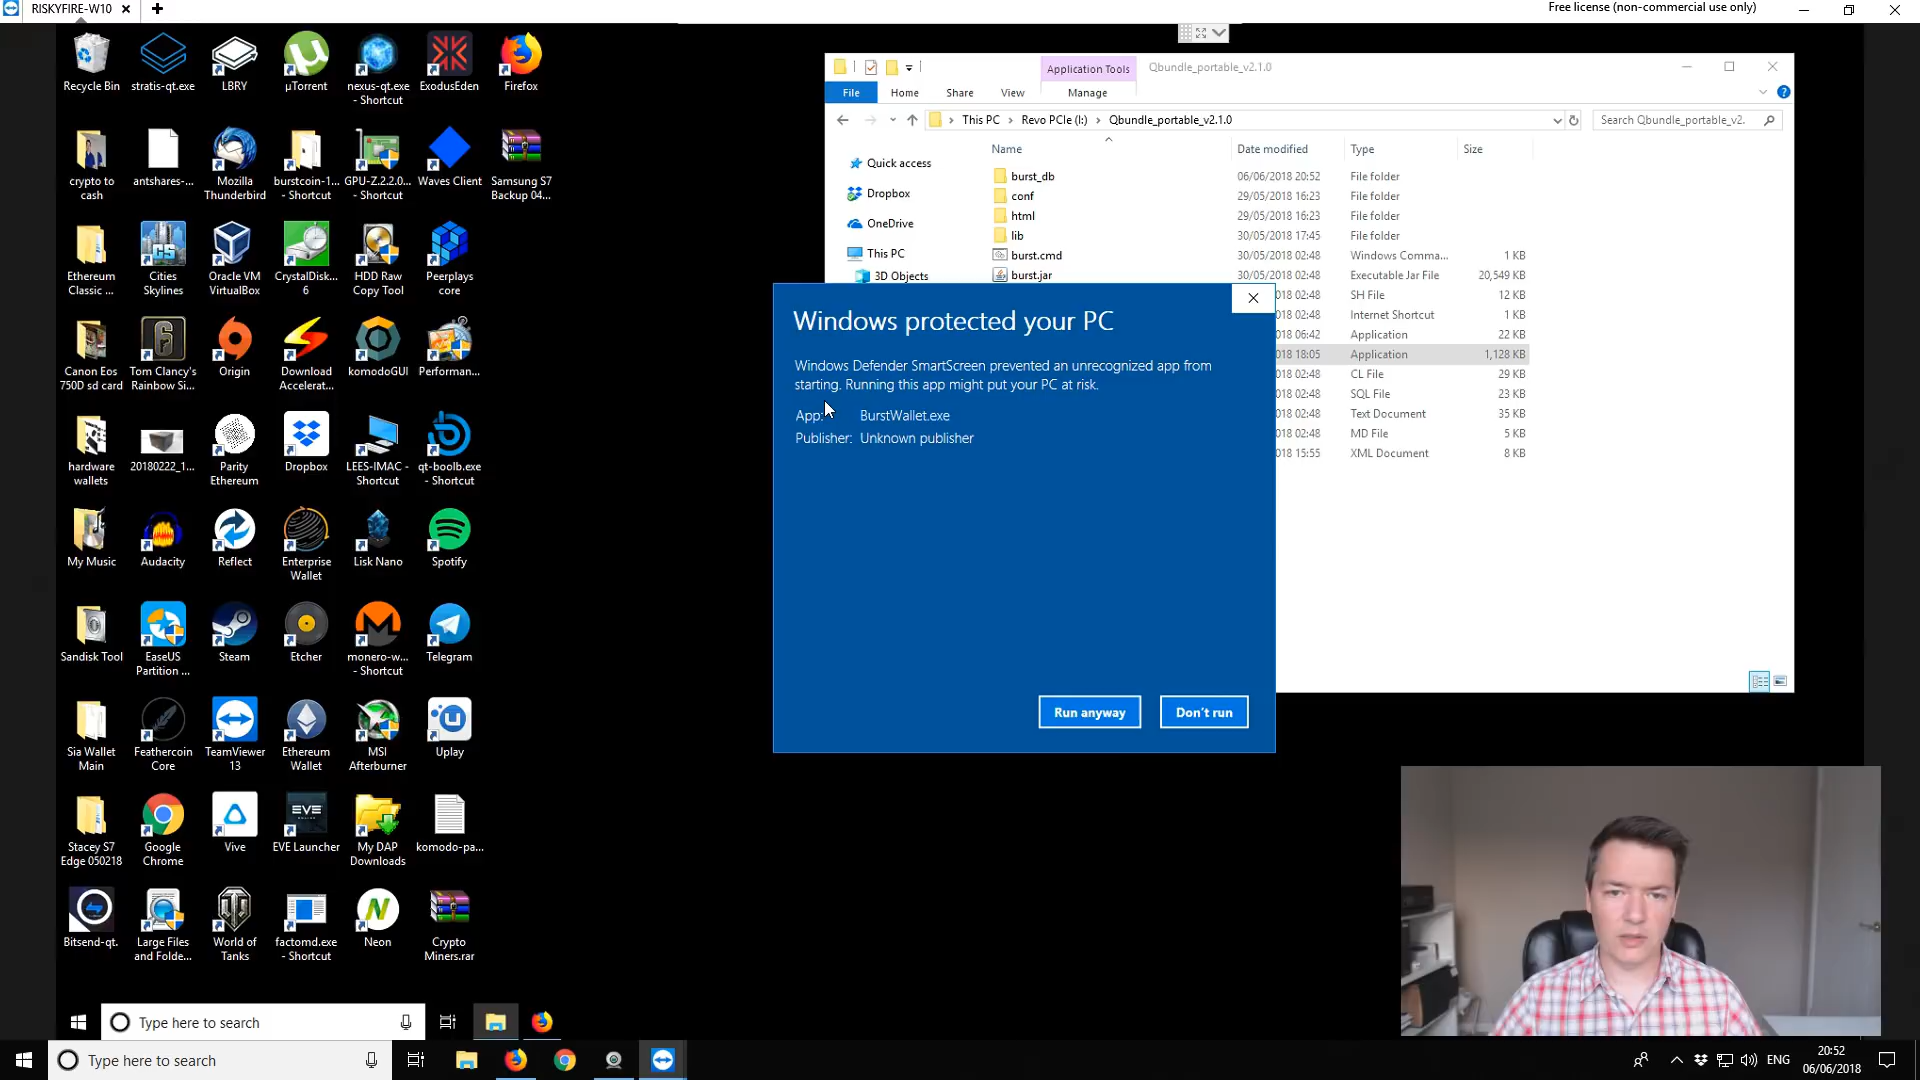 RISKYFIRE-W10
Free license (non-commercial use only)
Recycle Bin
stratis-qt.exe
LBRY
µTorrent
nexus-qt.exe
- Shortcut
ExodusEden
Firefox
crypto to
cash
antshares-...
Mozilla
Thunderbird
burstcoin-1...
- Shortcut
GPU-Z.2.2.0...
- Shortcut
Waves Client
Samsung S7
Backup 04...
Ethereum
Classic ...
Cities
Skylines
Oracle VM
VirtualBox
CrystalDisk...
6
HDD Raw
Copy Tool
Peerplays
core
Canon Eos
750D sd card
Tom Clancy's
Rainbow Si...
Origin
Download
Accelerat...
komodoGUI
Performan...
hardware
wallets
20180222_1...
Parity
Ethereum
Dropbox
LEES-IMAC -
Shortcut
qt-boolb.exe
- Shortcut
My Music
Audacity
Reflect
Enterprise
Wallet
Lisk Nano
Spotify
Sandisk Tool
EaseUS
Partition ...
Steam
Etcher
monero-w...
- Shortcut
Telegram
Sia Wallet
Main
Feathercoin
Core
TeamViewer
13
Ethereum
Wallet
MSI
Afterburner
Uplay
Stacey S7
Edge 050218
Google
Chrome
Vive
EVE
EVE Launcher
My DAP
Downloads
komodo-pa...
Bitsend-qt.
Large Files
and Folde...
World of
Tanks
factomd.exe
- Shortcut
Neon
Crypto
Miners.rar
Application Tools
Qbundle_portable_v2.1.0
File
Home
Share
View
Manage
This PC
Revo PCIe (I:)
Qbundle_portable_v2.1.0
Search Qbundle_portable_v2.
Name
Date modified
Type
Size
Quick access
Dropbox
OneDrive
This PC
3D Objects
burst_db 06/06/2018 20:52 File folder
conf 29/05/2018 16:23 File folder
html 29/05/2018 16:23 File folder
lib 30/05/2018 17:45 File folder
burst.cmd 30/05/2018 02:48 Windows Comma... 1 KB
burst.jar 30/05/2018 02:48 Executable Jar File 20,549 KB
018 02:48 SH File 12 KB
018 02:48 Internet Shortcut 1 KB
018 06:42 Application 22 KB
018 18:05 Application 1,128 KB
018 02:48 CL File 29 KB
018 02:48 SQL File 23 KB
018 02:48 Text Document 35 KB
018 02:48 MD File 5 KB
018 15:55 XML Document 8 KB
Windows protected your PC
Windows Defender SmartScreen prevented an unrecognized app from
starting. Running this app might put your PC at risk.
App: BurstWallet.exe
Publisher: Unknown publisher
Run anyway
Don't run
Type here to search
Type here to search
ENG
20:52
06/06/2018